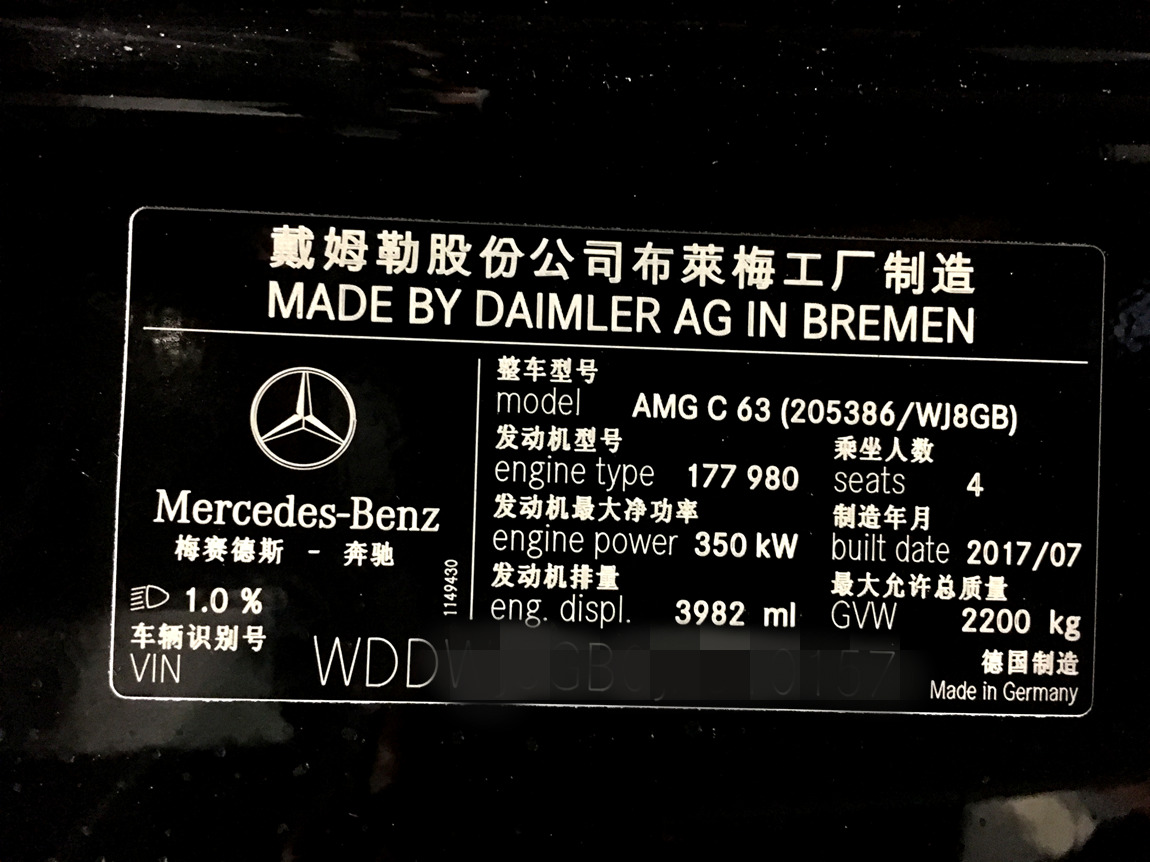 戴姆勒股份公司布萊梅工厂制造
MADE BY DAIMLER AG IN BREMEN
Mercedes-Benz
梅赛德斯 - 奔驰
1149430
1.0 %
整车型号
model AMG C 63 (205386/WJ8GB)
发动机型号 乘坐人数
engine type 177 980 seats 4
发动机最大净功率 制造年月
engine power 350 kW built date 2017/07
发动机排量 最大允许总质量
eng. displ. 3982 ml GVW 2200 kg
车辆识别号
VIN WDD
德国制造
Made in Germany